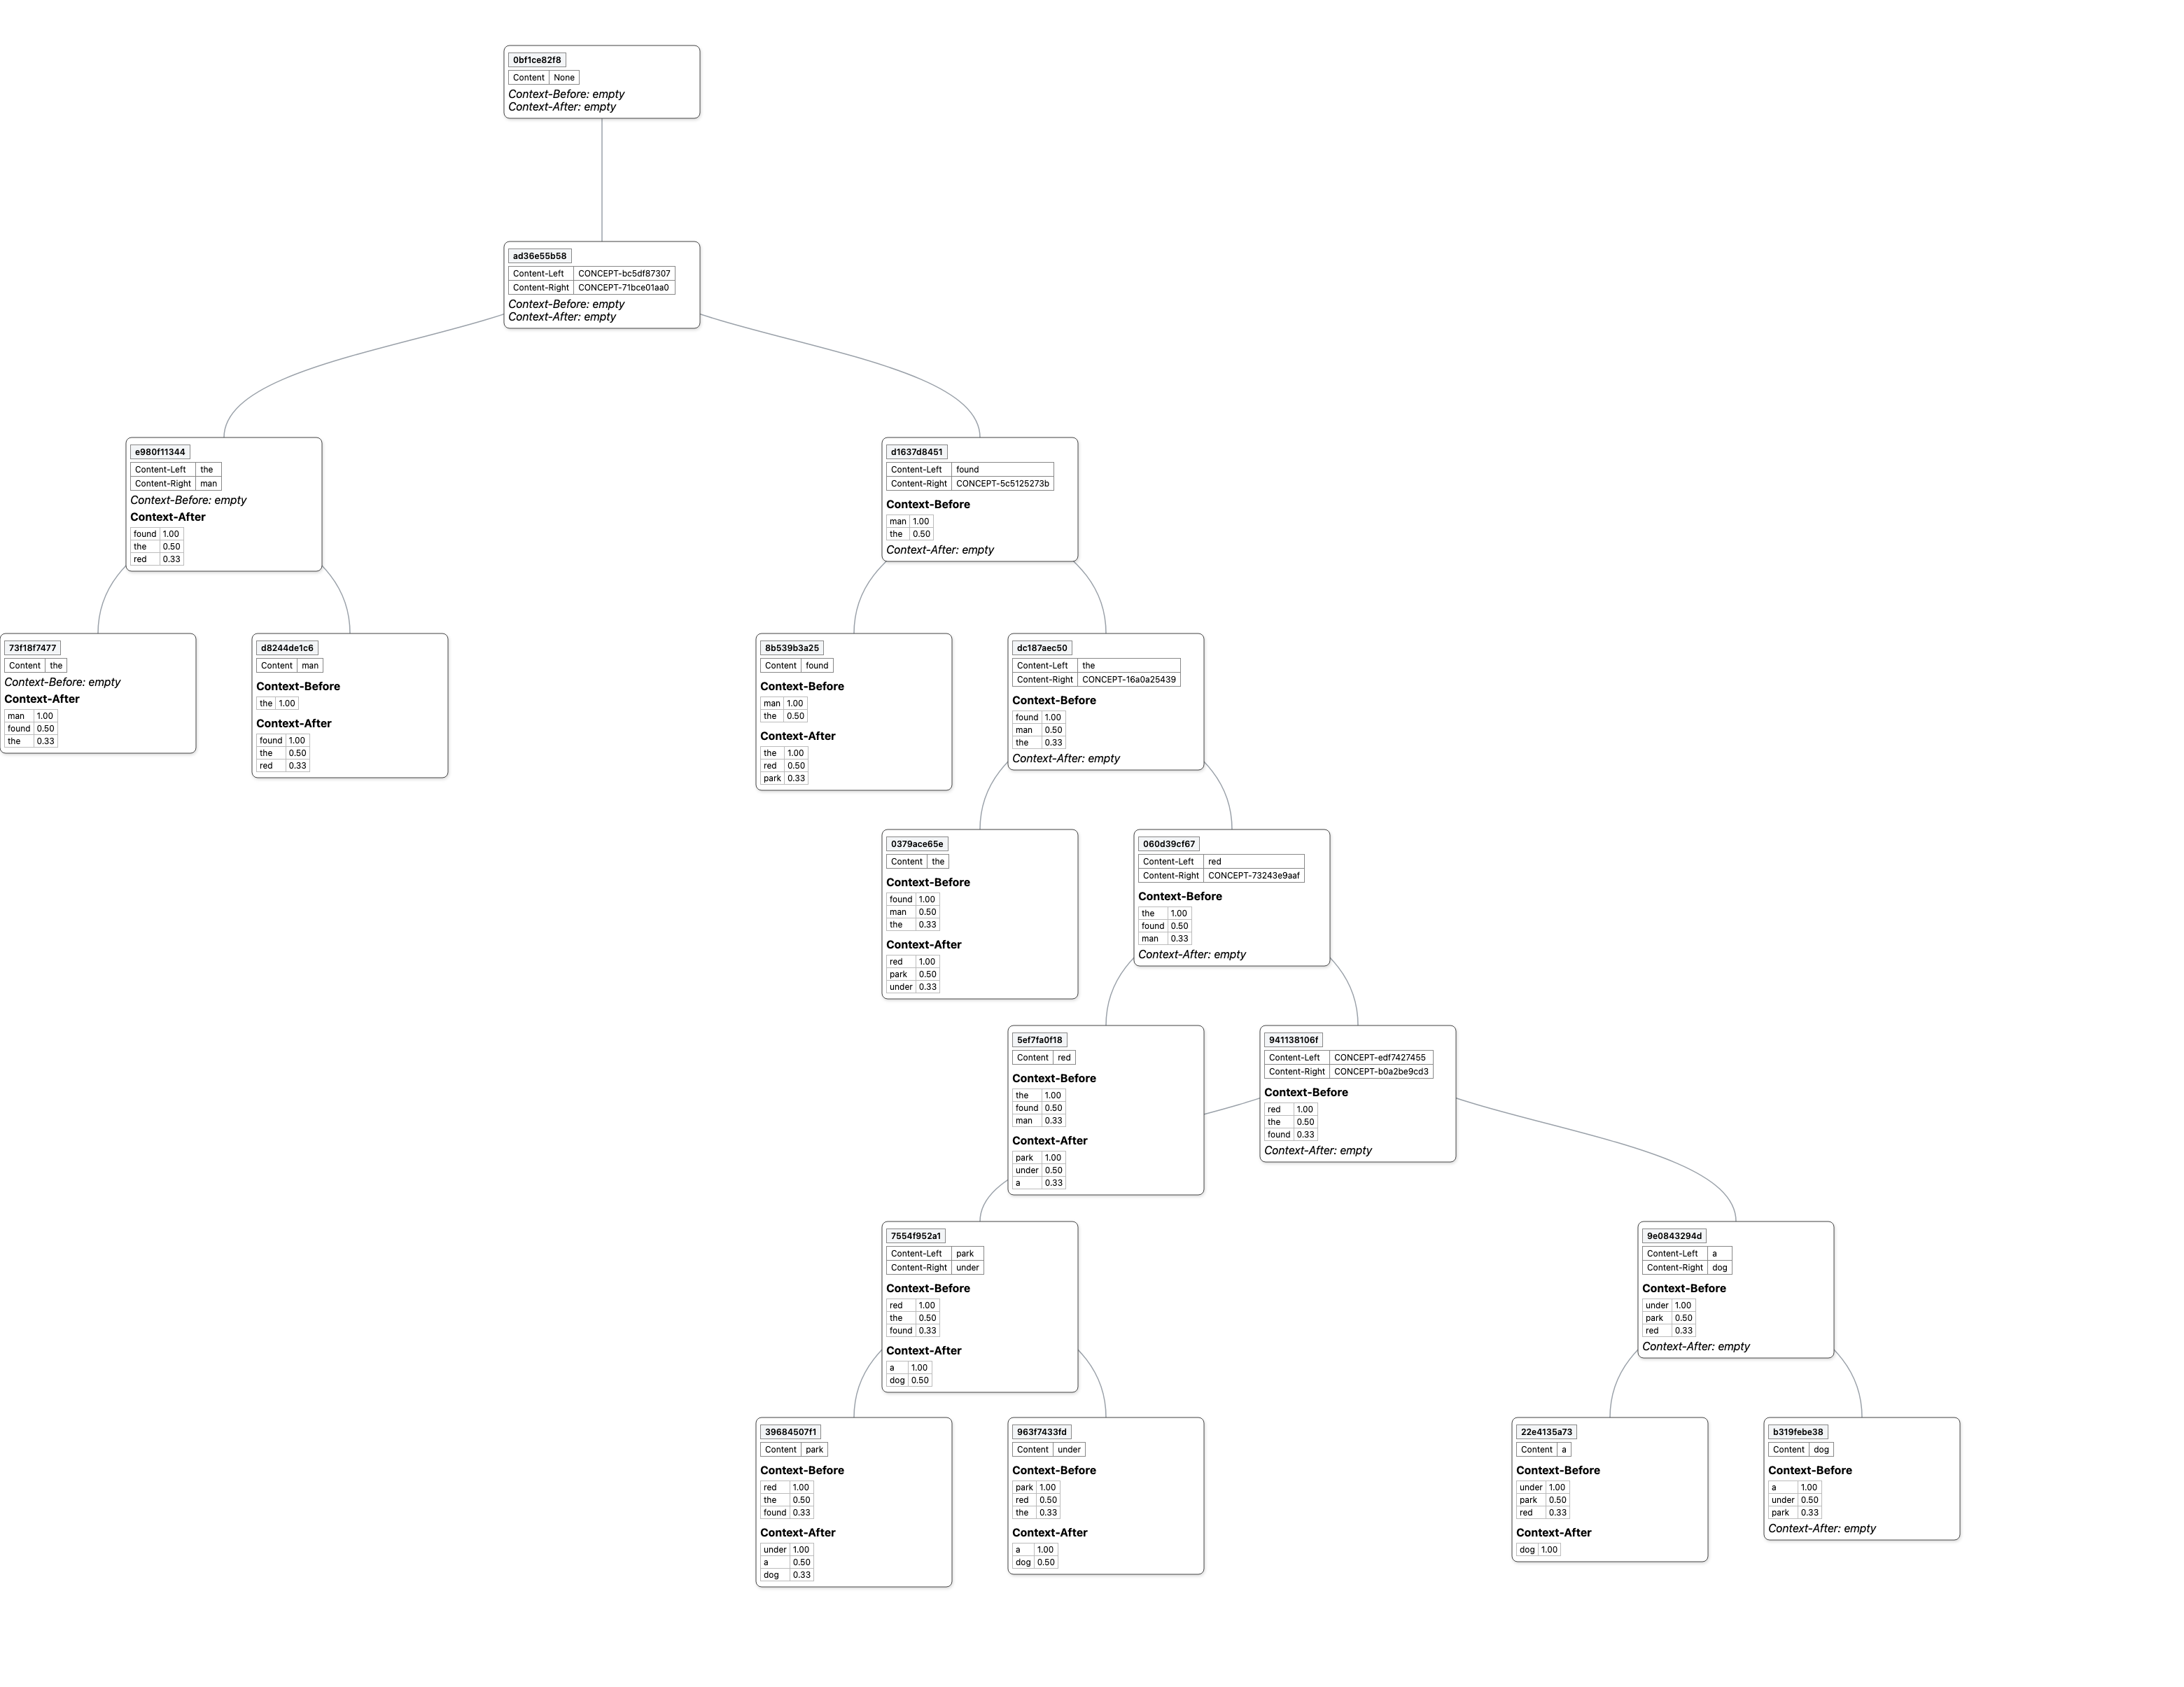 0bf1ce82f8
Content None
Context-Before: empty
Context-After: empty
ad36e55b58
Content-Left CONCEPT-bc5df87307
Content-Right CONCEPT-71bce01aa0
Context-Before: empty
Context-After: empty
e980f11344
Content-Left the
Content-Right man
Context-Before: empty
Context-After
found 1.00
the 0.50
red 0.33
d1637d8451
Content-Left found
Content-Right CONCEPT-5c5125273b
Context-Before
man 1.00
the 0.50
Context-After: empty
73f18f7477
Content the
Context-Before: empty
Context-After
man 1.00
found 0.50
the 0.33
d8244de1c6
Content man
Context-Before
the 1.00
Context-After
found 1.00
the 0.50
red 0.33
8b539b3a25
Content found
Context-Before
man 1.00
the 0.50
Context-After
the 1.00
red 0.50
park 0.33
dc187aec50
Content-Left the
Content-Right CONCEPT-16a0a25439
Context-Before
found 1.00
man 0.50
the 0.33
Context-After: empty
0379ace65e
Content the
Context-Before
found 1.00
man 0.50
the 0.33
Context-After
red 1.00
park 0.50
under 0.33
060d39cf67
Content-Left red
Content-Right CONCEPT-73243e9aaf
Context-Before
the 1.00
found 0.50
man 0.33
Context-After: empty
5ef7fa0f18
Content red
Context-Before
the 1.00
found 0.50
man 0.33
Context-After
park 1.00
under 0.50
a 0.33
941138106f
Content-Left CONCEPT-edf7427455
Content-Right CONCEPT-b0a2be9cd3
Context-Before
red 1.00
the 0.50
found 0.33
Context-After: empty
7554f952a1
Content-Left park
Content-Right under
Context-Before
red 1.00
the 0.50
found 0.33
Context-After
a 1.00
dog 0.50
9e0843294d
Content-Left a
Content-Right dog
Context-Before
under 1.00
park 0.50
red 0.33
Context-After: empty
39684507f1
Content park
Context-Before
red 1.00
the 0.50
found 0.33
Context-After
under 1.00
a 0.50
dog 0.33
963f7433fd
Content under
Context-Before
park 1.00
red 0.50
the 0.33
Context-After
a 1.00
dog 0.50
22e4135a73
Content a
Context-Before
under 1.00
park 0.50
red 0.33
Context-After
dog 1.00
b319febe38
Content dog
Context-Before
a 1.00
under 0.50
park 0.33
Context-After: empty